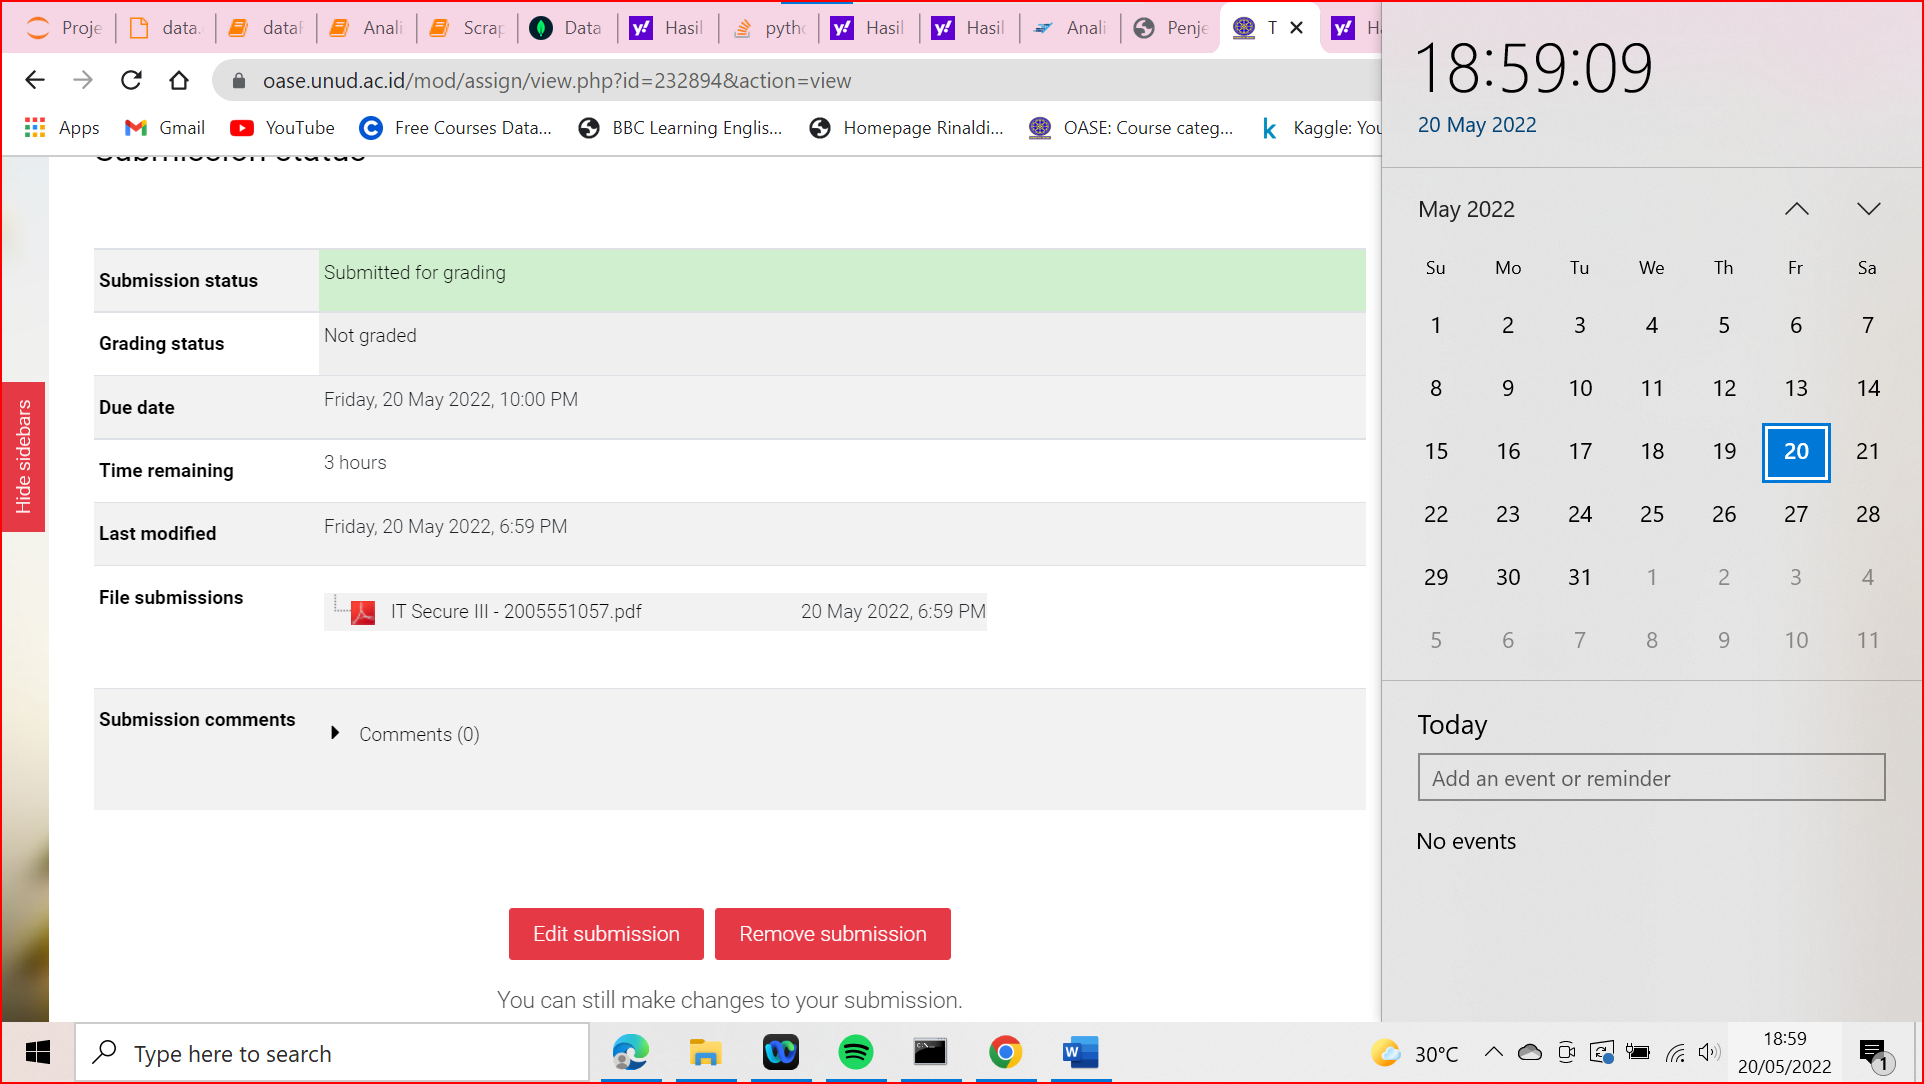 Proje
data.
dataF
Anali
Scrap
Data
Hasil
pytho
Hasil
Hasil
Anali
Penje
T
Ha
oase.unud.ac.id/mod/assign/view.php?id=232894&action=view
Apps
Gmail
YouTube
Free Courses Data...
BBC Learning Englis...
Homepage Rinaldi...
OASE: Course categ...
Kaggle: You
Submission status
Submission status Submitted for grading
Grading status Not graded
Due date Friday, 20 May 2022, 10:00 PM
Time remaining 3 hours
Last modified Friday, 20 May 2022, 6:59 PM
File submissions IT Secure III - 2005551057.pdf 20 May 2022, 6:59 PM
Submission comments Comments (0)
Hide sidebars
Edit submission Remove submission
You can still make changes to your submission.
18:59:09
20 May 2022
May 2022
Su Mo Tu We Th Fr Sa
1 2 3 4 5 6 7
8 9 10 11 12 13 14
15 16 17 18 19 20 21
22 23 24 25 26 27 28
29 30 31 1 2 3 4
5 6 7 8 9 10 11
Today
Add an event or reminder
No events
Type here to search
30°C
18:59
20/05/2022
1